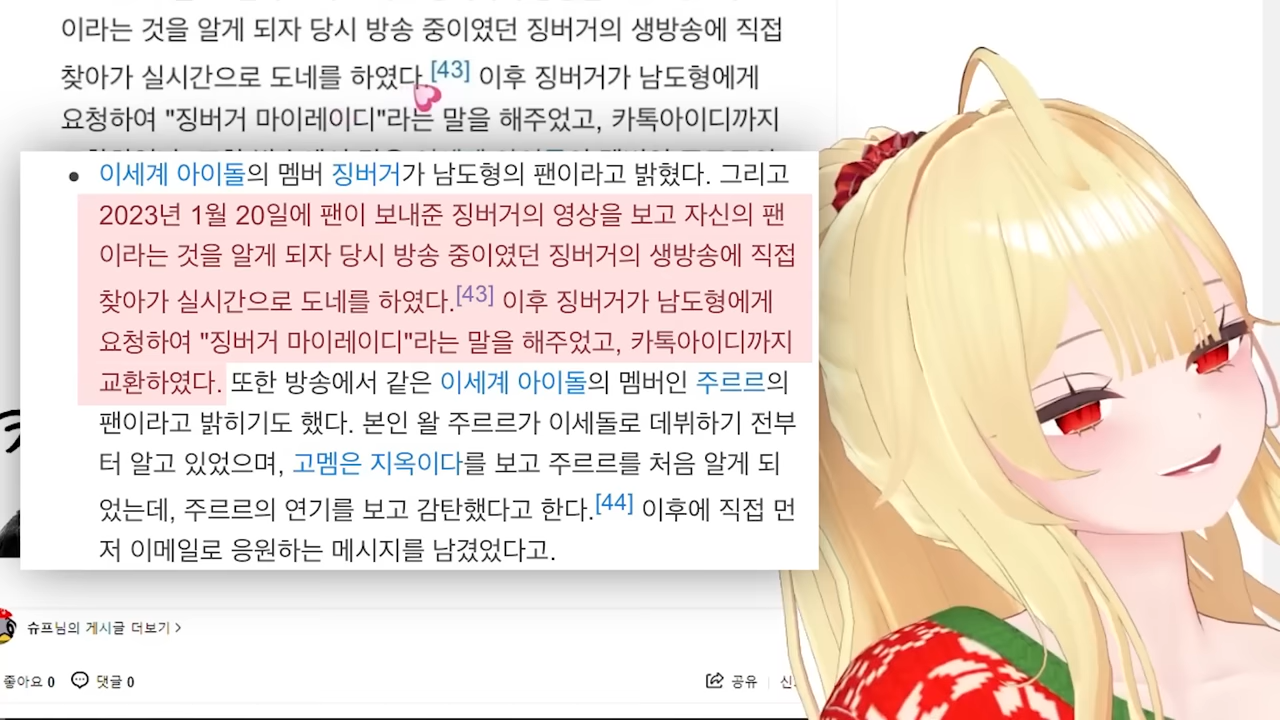 이라는 것을 알게 되자 당시 방송 중이였던 징버거의 생방송에 직접
찾아가 실시간으로 도네를 하였다.[43] 이후 징버거가 남도형에게
요청하여 "징버거 마이레이디"라는 말을 해주었고, 카톡아이디까지
• 이세계 아이돌의 멤버 징버거가 남도형의 팬이라고 밝혔다. 그리고
2023년 1월 20일에 팬이 보내준 징버거의 영상을 보고 자신의 팬
이라는 것을 알게 되자 당시 방송 중이였던 징버거의 생방송에 직접
찾아가 실시간으로 도네를 하였다.[43] 이후 징버거가 남도형에게
요청하여 "징버거 마이레이디"라는 말을 해주었고, 카톡아이디까지
교환하였다. 또한 방송에서 같은 이세계 아이돌의 멤버인 주르르의
팬이라고 밝히기도 했다. 본인 왈 주르르가 이세돌로 데뷔하기 전부
터 알고 있었으며, 고멤은 지옥이다를 보고 주르르를 처음 알게 되
었는데, 주르르의 연기를 보고 감탄했다고 한다.[44] 이후에 직접 먼
저 이메일로 응원하는 메시지를 남겼었다고.
슈프님의 게시글 더보기 >
좋아요 0 댓글 0 공유